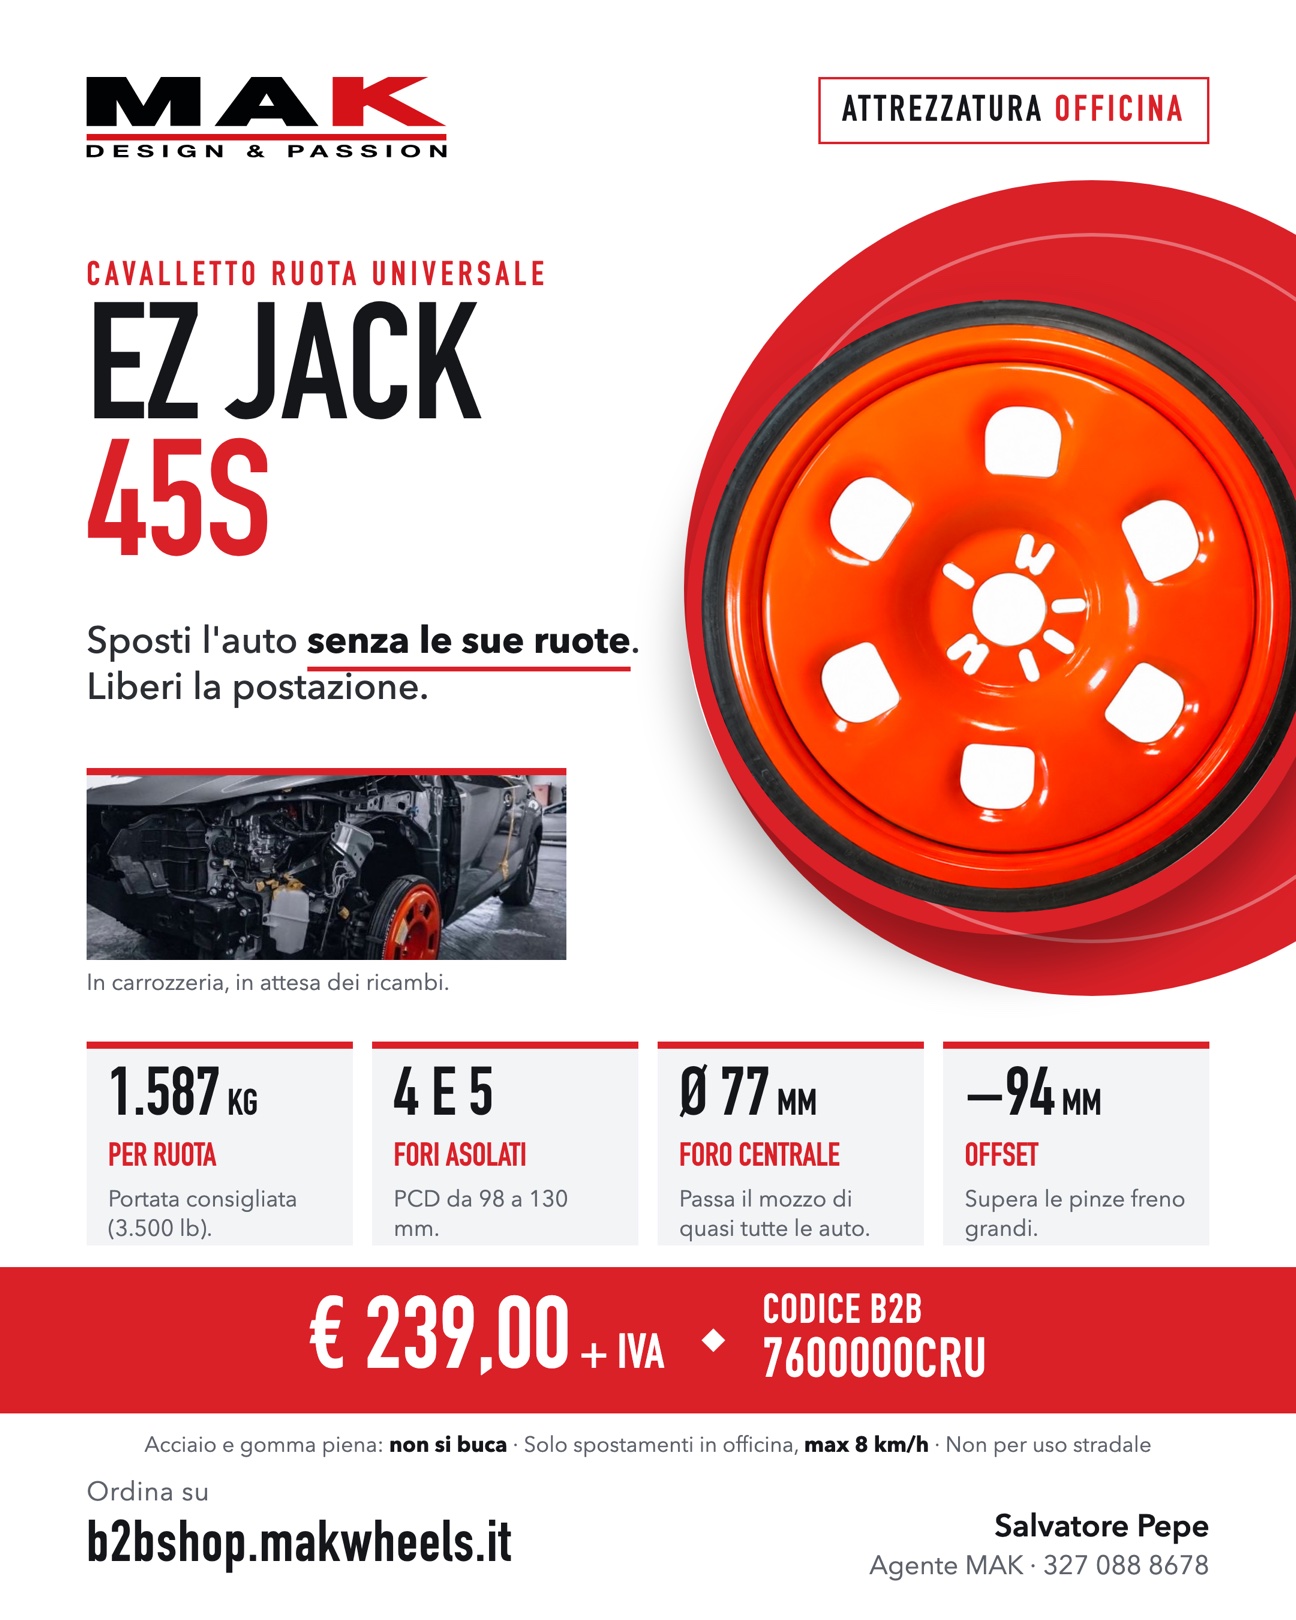 MAK
DESIGN & PASSION
ATTREZZATURA OFFICINA
CAVALLETTO RUOTA UNIVERSALE
EZ JACK
45S
Sposti l'auto senza le sue ruote.
Liberi la postazione.
In carrozzeria, in attesa dei ricambi.
1.587 KG
PER RUOTA
Portata consigliata
(3.500 lb).
4 E 5
FORI ASOLATI
PCD da 98 a 130
mm.
Ø 77 MM
FORO CENTRALE
Passa il mozzo di
quasi tutte le auto.
–94 MM
OFFSET
Supera le pinze freno
grandi.
€ 239,00 + IVA
CODICE B2B
7600000CRU
Acciaio e gomma piena: non si buca · Solo spostamenti in officina, max 8 km/h · Non per uso stradale
Ordina su
b2bshop.makwheels.it
Salvatore Pepe
Agente MAK · 327 088 8678